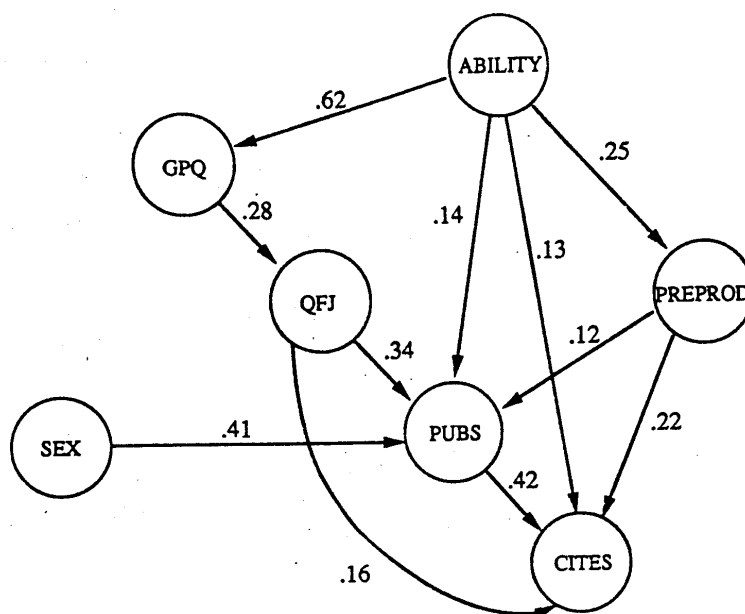 ABILITY
.62
.25
GPQ
.28
.14
.13
QFJ
PREPROD
.34
.12
SEX
.41
PUBS
.22
.42
CITES
.16